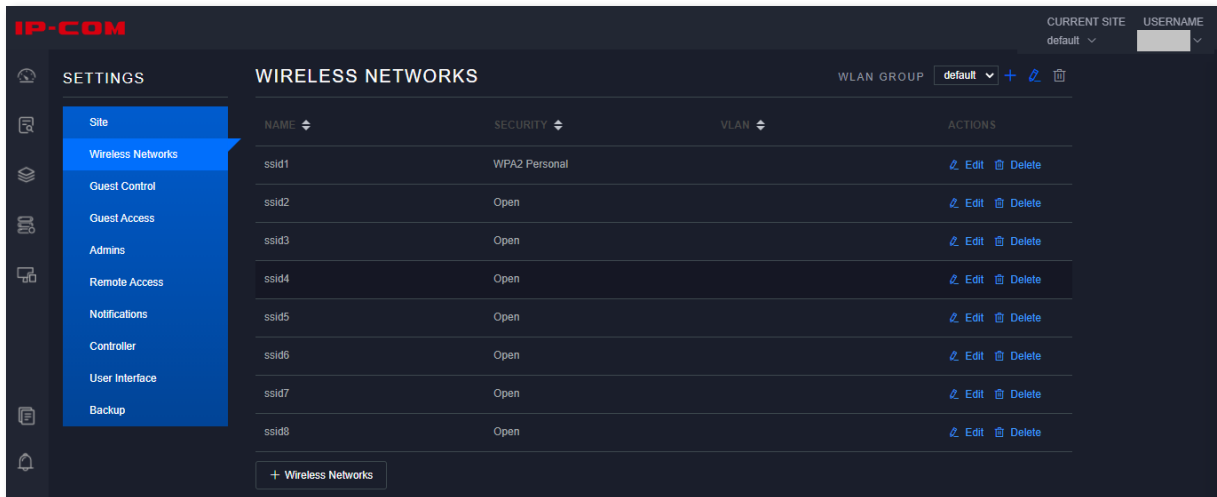 IP-COM
CURRENT SITE USERNAME
default
SETTINGS
WIRELESS NETWORKS
WLAN GROUP default
Site
Wireless Networks
Guest Control
Guest Access
Admins
Remote Access
Notifications
Controller
User Interface
Backup
NAME SECURITY VLAN ACTIONS
ssid1 WPA2 Personal Edit Delete
ssid2 Open Edit Delete
ssid3 Open Edit Delete
ssid4 Open Edit Delete
ssid5 Open Edit Delete
ssid6 Open Edit Delete
ssid7 Open Edit Delete
ssid8 Open Edit Delete
+ Wireless Networks